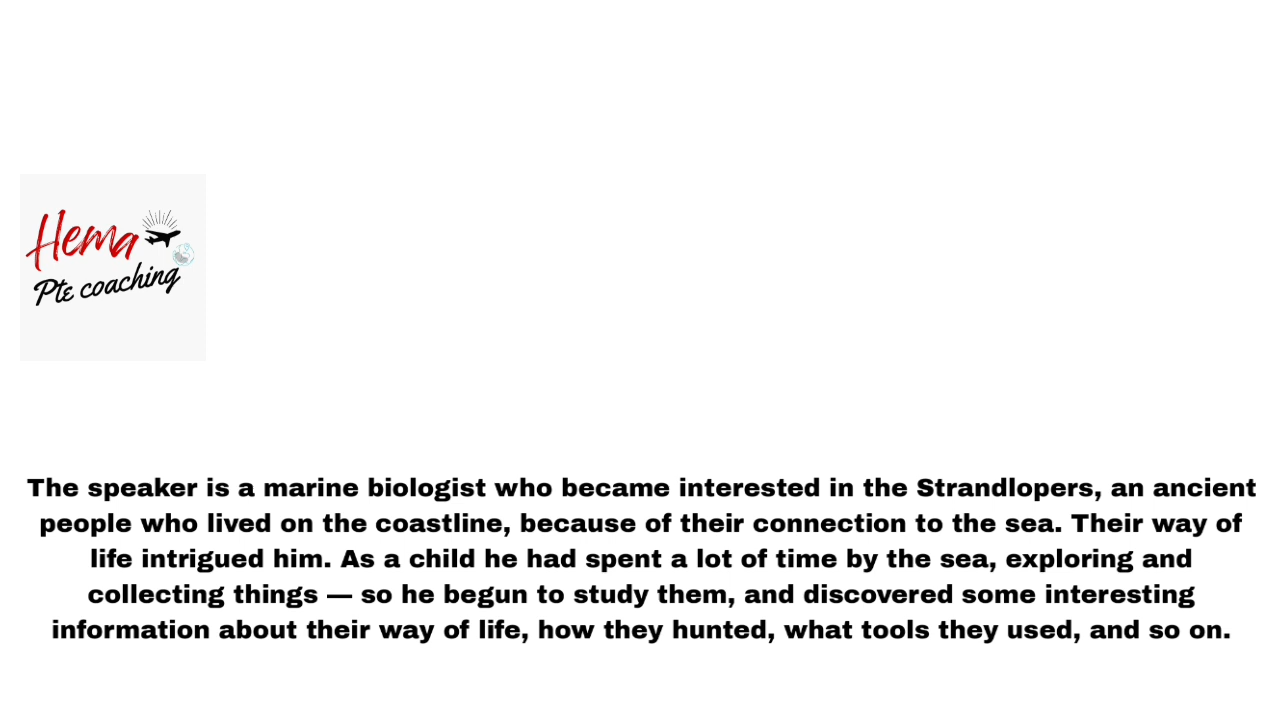 Hema
Pte coaching
The speaker is a marine biologist who became interested in the Strandlopers, an ancient
people who lived on the coastline, because of their connection to the sea. Their way of
life intrigued him. As a child he had spent a lot of time by the sea, exploring and
collecting things — so he begun to study them, and discovered some interesting
information about their way of life, how they hunted, what tools they used, and so on.